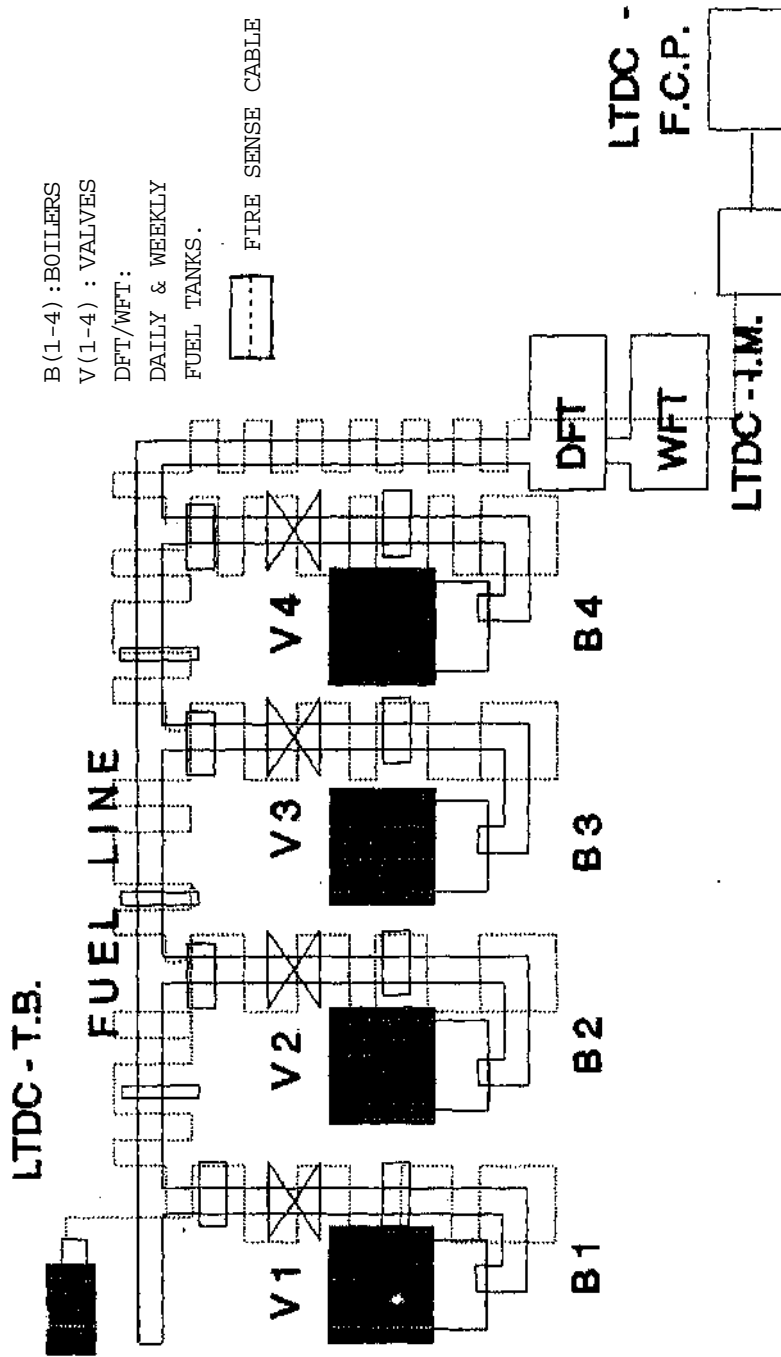 LTDC - T.B.
FUEL LINE
V1
V2
V3
V4
B1
B2
B3
B4
DFT
WFT
LTDC - I.M.
LTDC -
F.C.P.
B(1-4):BOILERS
V(1-4) : VALVES
DFT/WFT:
DAILY & WEEKLY
FUEL TANKS.
FIRE SENSE CABLE